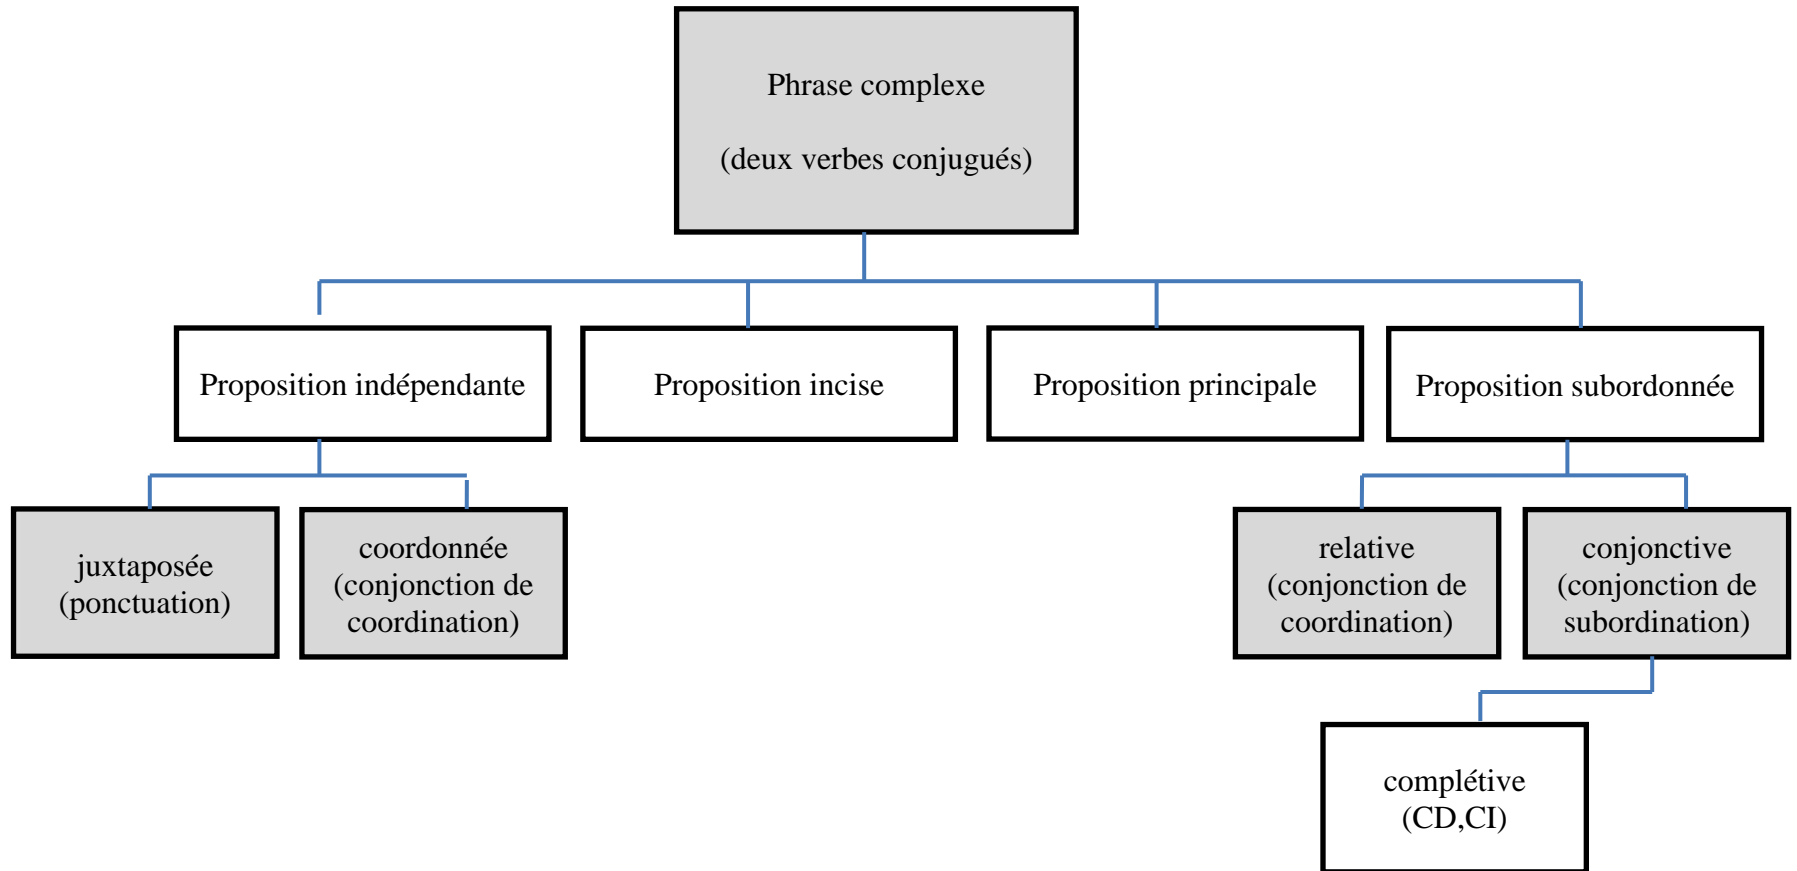 Phrase complexe
(deux verbes conjugués)
Proposition indépendante
Proposition incise
Proposition principale
Proposition subordonnée
juxtaposée
(ponctuation)
coordonnée
(conjonction de
coordination)
relative
(conjonction de
coordination)
conjonctive
(conjonction de
subordination)
complétive
(CD,CI)